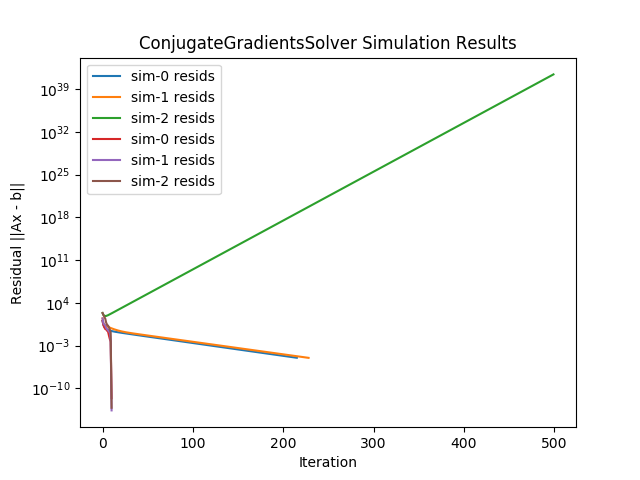 ConjugateGradientsSolver Simulation Results
sim-0 resids
sim-1 resids
sim-2 resids
sim-0 resids
sim-1 resids
sim-2 resids
10^39
10^32
10^25
10^18
10^11
10^4
10^−3
10^−10
Residual ||Ax - b||
0 100 200 300 400 500
Iteration